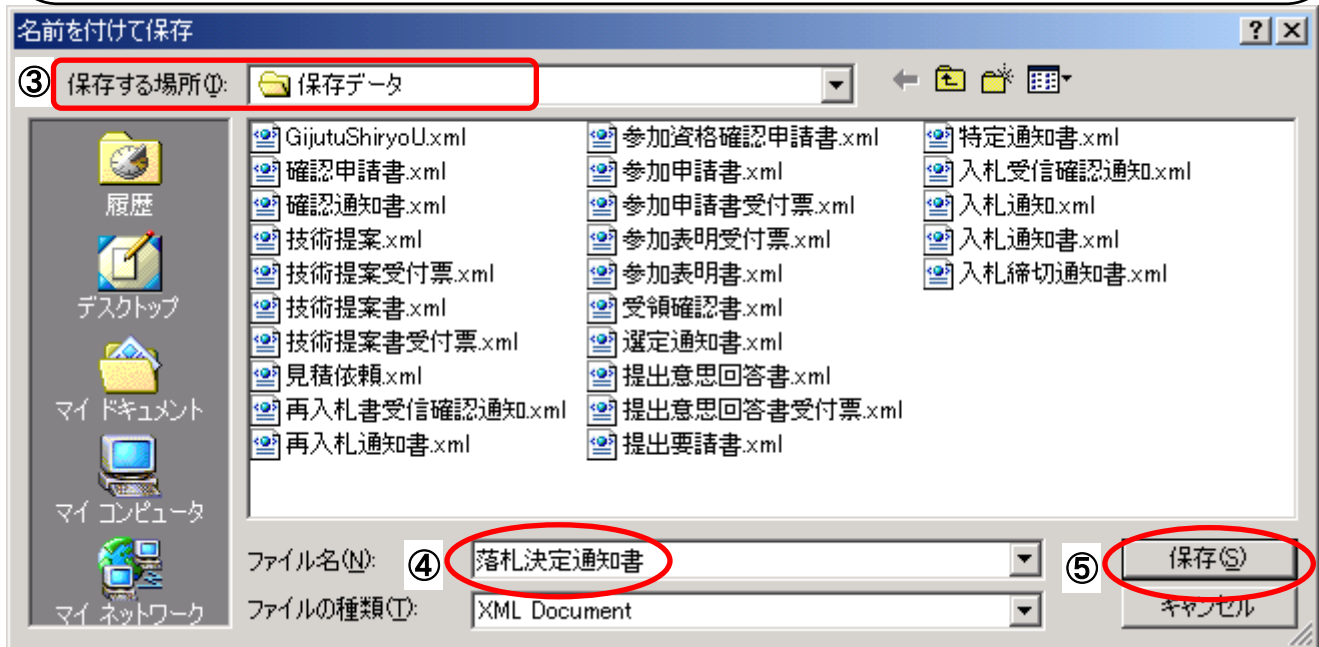 名前を付けて保存
③ 保存する場所(I): 保存データ
履歴
デスクトップ
マイ ドキュメント
マイ コンピュータ
マイ ネットワーク
GijutuShiryoU.xml
確認申請書.xml
確認通知書.xml
技術提案.xml
技術提案受付票.xml
技術提案書.xml
技術提案書受付票.xml
見積依頼.xml
再入札書受信確認通知.xml
再入札通知書.xml
参加資格確認申請書.xml
参加申請書.xml
参加申請書受付票.xml
参加表明受付票.xml
参加表明書.xml
受領確認書.xml
選定通知書.xml
提出意思回答書.xml
提出意思回答書受付票.xml
提出要請書.xml
特定通知書.xml
入札受信確認通知.xml
入札通知.xml
入札通知書.xml
入札締切通知書.xml
ファイル名(N): ④ 落札決定通知書 ⑤ 保存(S)
ファイルの種類(T): XML Document キャンセル